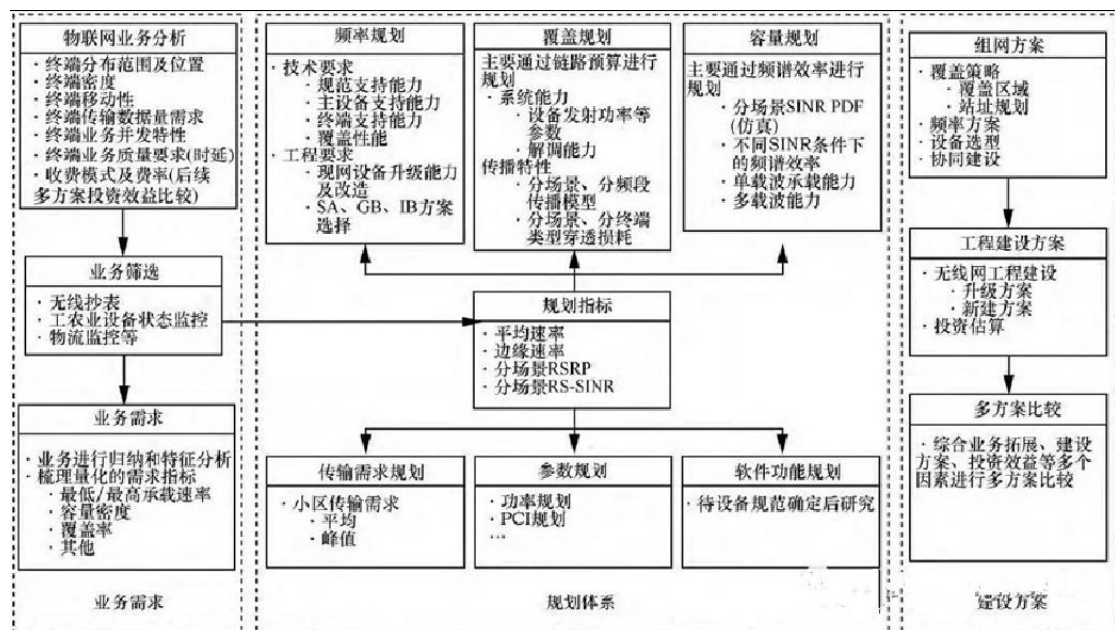 物联网业务分析
· 终端分布范围及位置
· 终端密度
· 终端移动性
· 终端传输数据量需求
· 终端业务并发特性
· 终端业务质量要求(时延)
· 收费模式及费率(后续
多方案投资效益比较)
业务筛选
· 无线抄表
· 工农业设备状态监控
· 物流监控等
业务需求
· 业务进行归纳和特征分析
· 梳理量化的需求指标
· 最低/最高承载速率
· 容量密度
· 覆盖率
· 其他
业务需求
频率规划
· 技术要求
· 规范支持能力
· 主设备支持能力
· 终端支持能力
· 覆盖性能
· 工程要求
· 现网设备升级能力
及改造
· SA、GB、IB方案
选择
覆盖规划
主要通过链路预算进行
规划
· 系统能力
· 设备发射功率等
参数
· 解调能力
传播特性
· 分场景、分频段
传播模型
· 分场景、分终端
类型穿透损耗
容量规划
主要通过频谱效率进行
规划
· 分场景SINR PDF
(仿真)
· 不同SINR条件下
的频谱效率
· 单载波承载能力
· 多载波能力
规划指标
· 平均速率
· 边缘速率
· 分场景RSRP
· 分场景RS-SINR
传输需求规划
· 小区传输需求
· 平均
· 峰值
参数规划
· 功率规划
· PCI规划
...
软件功能规划
· 待设备规范确定后研究
规划体系
组网方案
· 覆盖策略
· 覆盖区域
· 站址规划
· 频率方案
· 设备选型
· 协同建设
工程建设方案
· 无线网工程建设
· 升级方案
· 新建方案
· 投资估算
多方案比较
· 综合业务拓展、建设
方案、投资效益等多个
因素进行多方案比较
建设方案